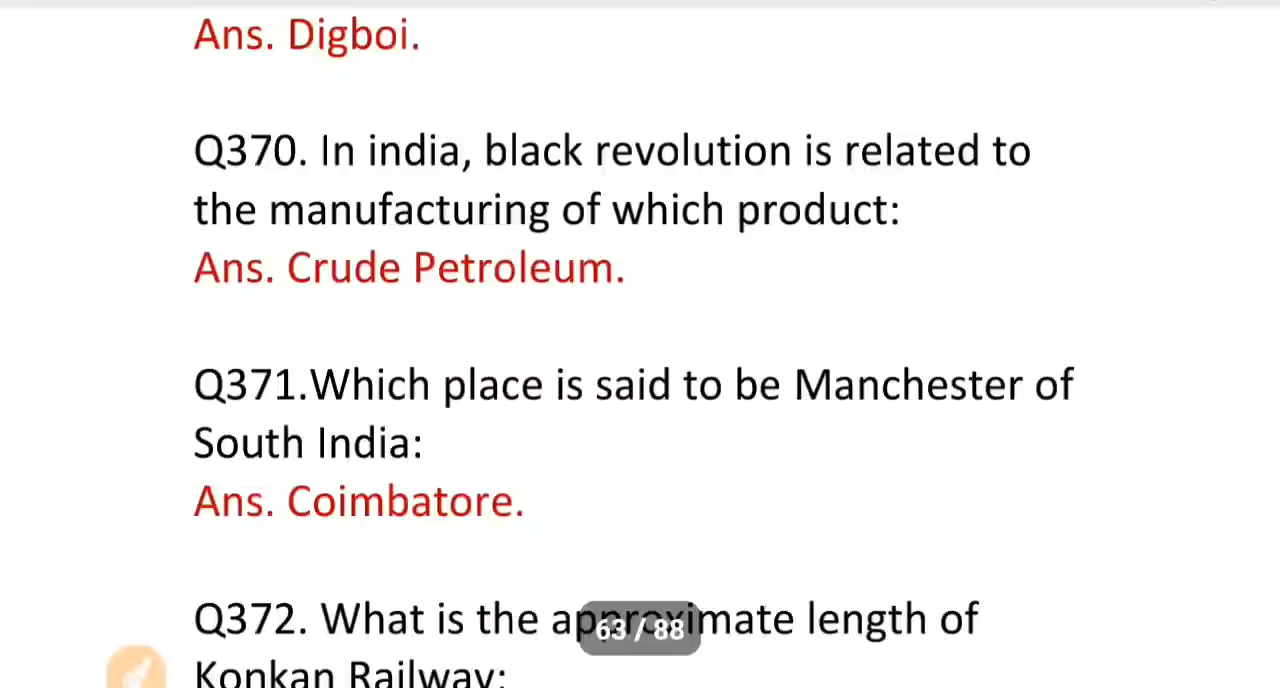 Ans. Digboi.
Q370. In india, black revolution is related to
the manufacturing of which product:
Ans. Crude Petroleum.
Q371.Which place is said to be Manchester of
South India:
Ans. Coimbatore.
Q372. What is the approximate length of
63 / 88
Konkan Railway: